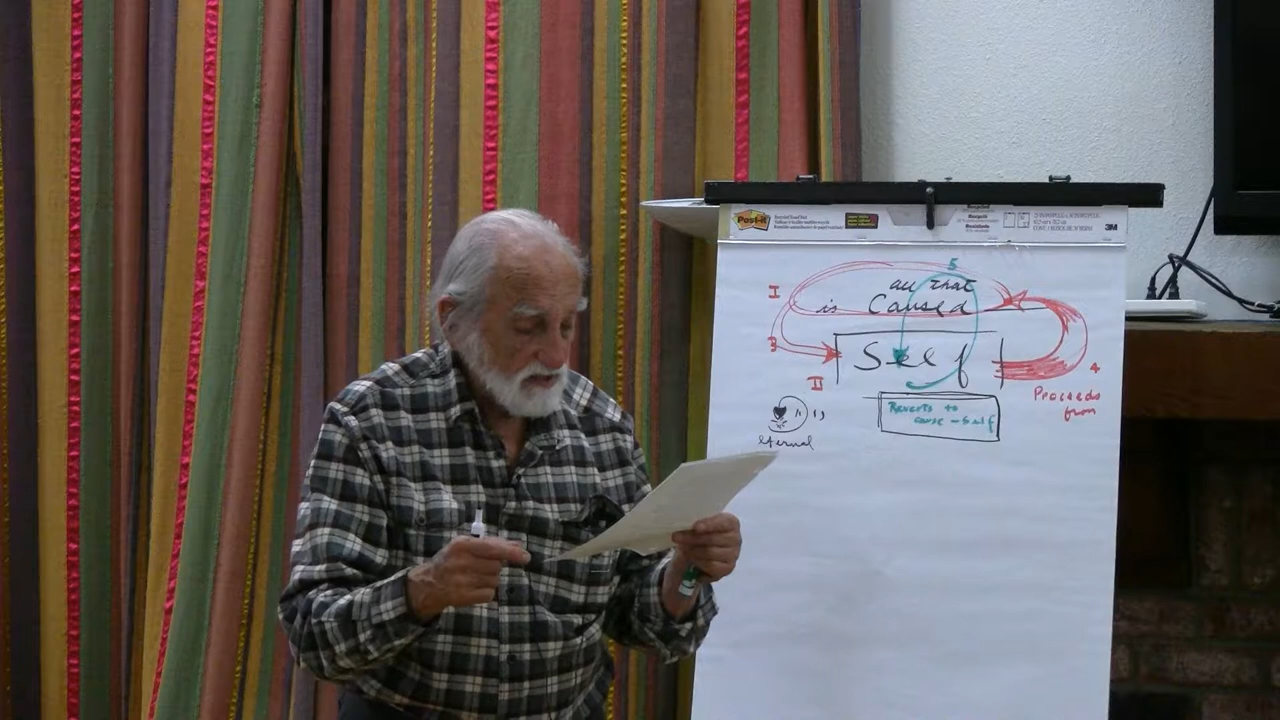 Post-it
3M
5
I
all that
is Caused
3
Self
II
4
Proceeds
from
Reverts to
cause - Self
eternal